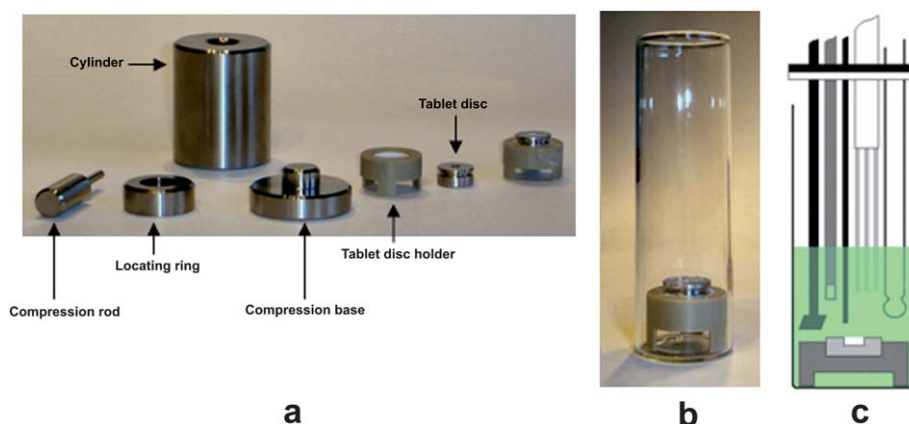 Cylinder
Tablet disc
Locating ring
Tablet disc holder
Compression rod
Compression base
a
b
c